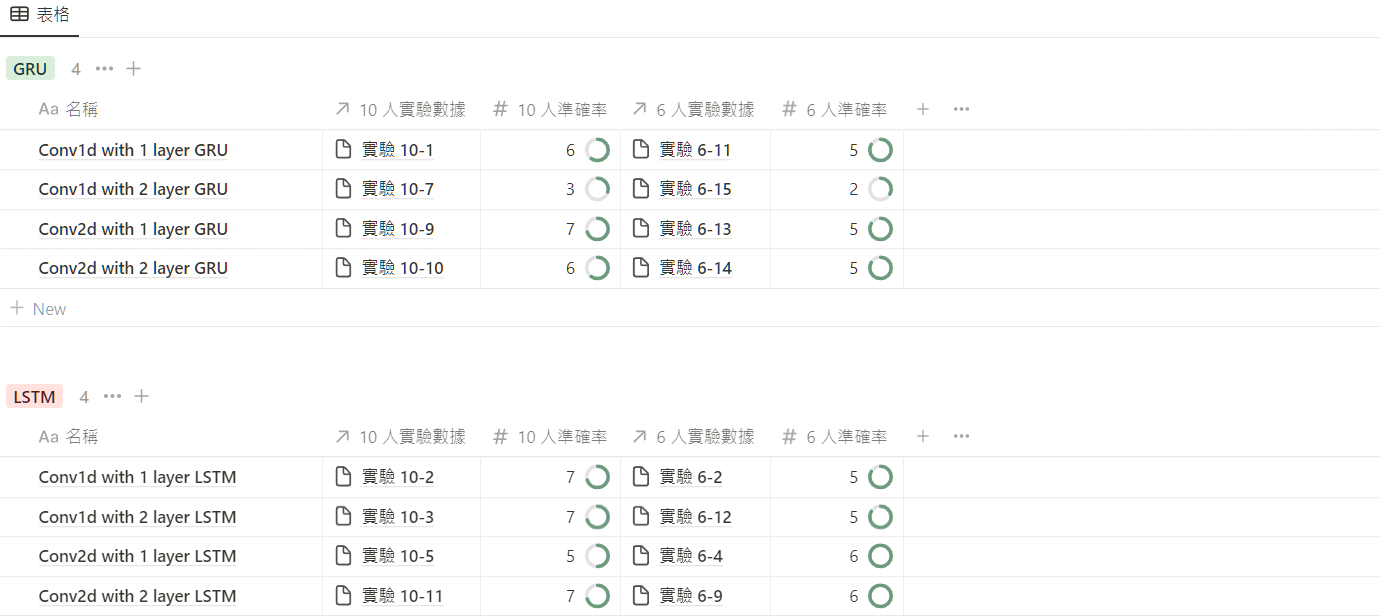 表格
GRU 4
Aa 名稱 10 人實驗數據 # 10 人準確率 6 人實驗數據 # 6 人準確率
Conv1d with 1 layer GRU 實驗 10-1 6 實驗 6-11 5
Conv1d with 2 layer GRU 實驗 10-7 3 實驗 6-15 2
Conv2d with 1 layer GRU 實驗 10-9 7 實驗 6-13 5
Conv2d with 2 layer GRU 實驗 10-10 6 實驗 6-14 5
New
LSTM 4
Aa 名稱 10 人實驗數據 # 10 人準確率 6 人實驗數據 # 6 人準確率
Conv1d with 1 layer LSTM 實驗 10-2 7 實驗 6-2 5
Conv1d with 2 layer LSTM 實驗 10-3 7 實驗 6-12 5
Conv2d with 1 layer LSTM 實驗 10-5 5 實驗 6-4 6
Conv2d with 2 layer LSTM 實驗 10-11 7 實驗 6-9 6